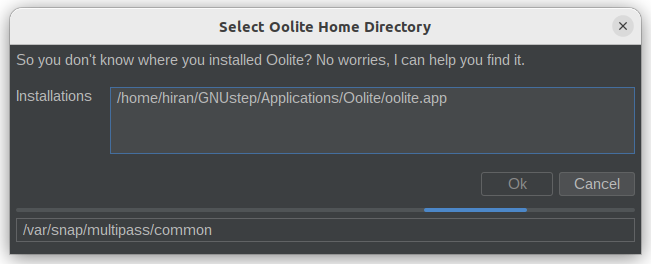 Select Oolite Home Directory
So you don't know where you installed Oolite? No worries, I can help you find it.
Installations
/home/hiran/GNUstep/Applications/Oolite/oolite.app
Ok
Cancel
/var/snap/multipass/common